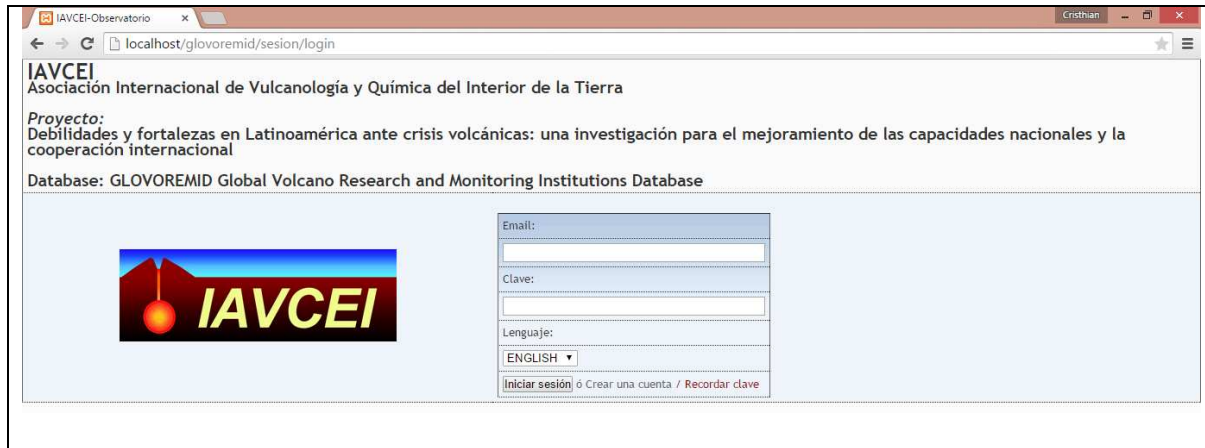 IAVCEI-Observatorio
Cristhian
localhost/glovoremid/sesion/login
IAVCEI
Asociación Internacional de Vulcanología y Química del Interior de la Tierra
Proyecto:
Debilidades y fortalezas en Latinoamérica ante crisis volcánicas: una investigación para el mejoramiento de las capacidades nacionales y la
cooperación internacional
Database: GLOVOREMID Global Volcano Research and Monitoring Institutions Database
IAVCEI
Email:
Clave:
Lenguaje:
ENGLISH
Iniciar sesión ó Crear una cuenta / Recordar clave